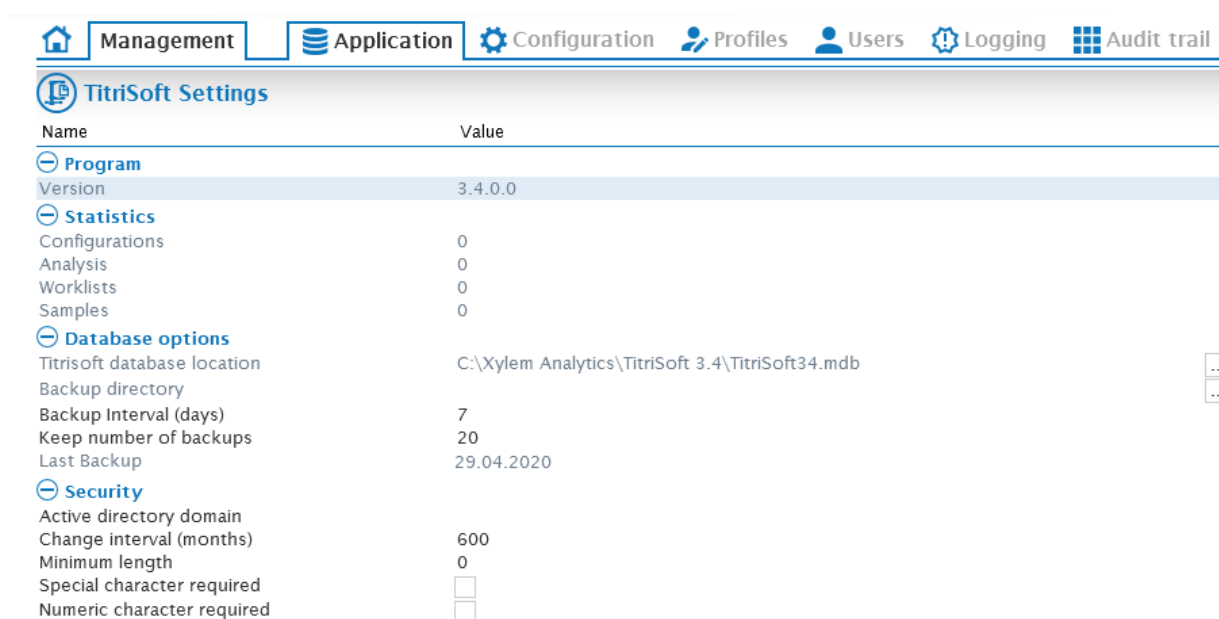 Management Application Configuration Profiles Users Logging Audit trail
TitriSoft Settings
Name Value
Program
Version 3.4.0.0
Statistics
Configurations 0
Analysis 0
Worklists 0
Samples 0
Database options
Titrisoft database location C:\Xylem Analytics\TitriSoft 3.4\TitriSoft34.mdb ..
Backup directory ..
Backup Interval (days) 7
Keep number of backups 20
Last Backup 29.04.2020
Security
Active directory domain
Change interval (months) 600
Minimum length 0
Special character required
Numeric character required